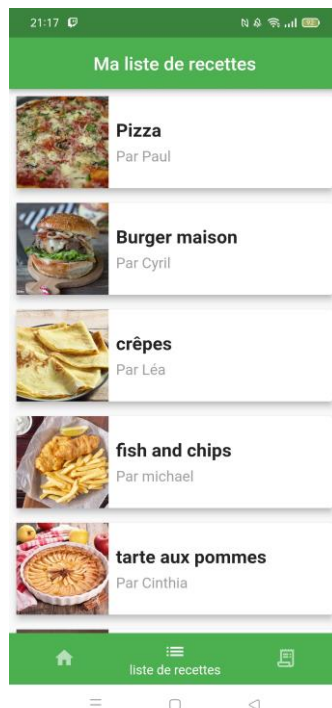 21:17
Ma liste de recettes
Pizza
Par Paul
Burger maison
Par Cyril
crêpes
Par Léa
fish and chips
Par michael
tarte aux pommes
Par Cinthia
liste de recettes